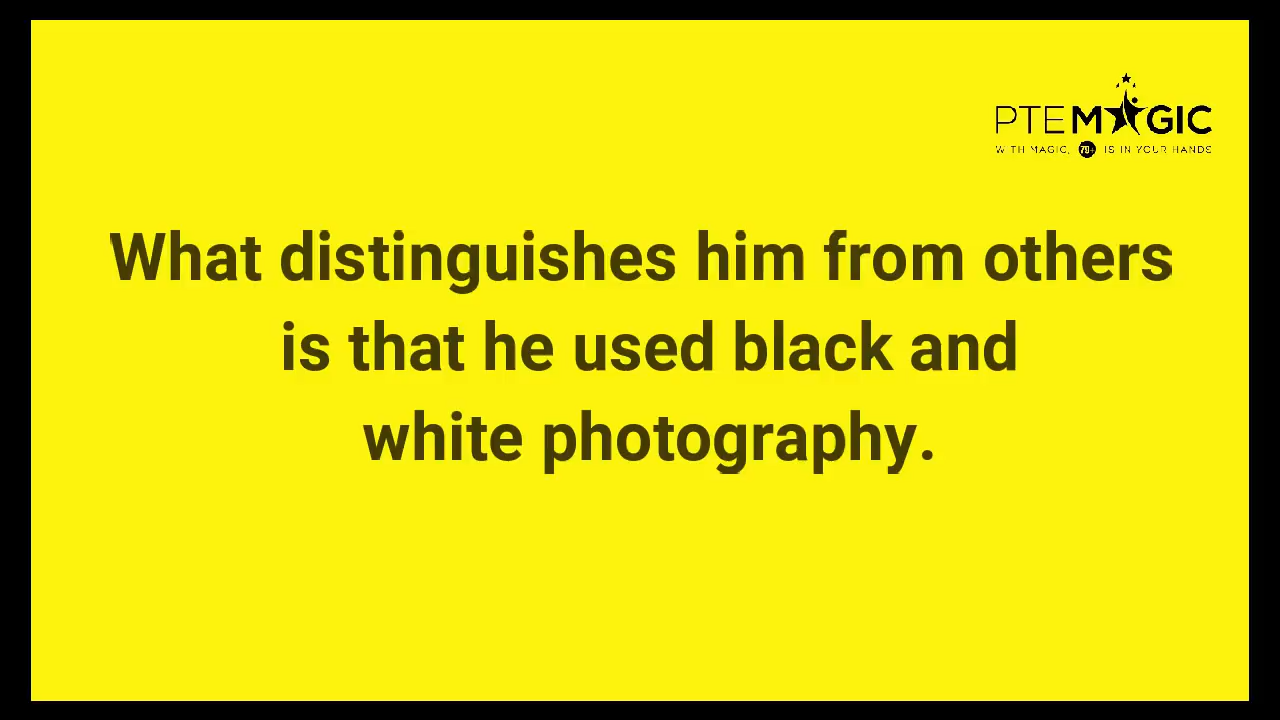 PTEMAGIC
WITH MAGIC, 79+ IS IN YOUR HANDS
What distinguishes him from others
is that he used black and
white photography.